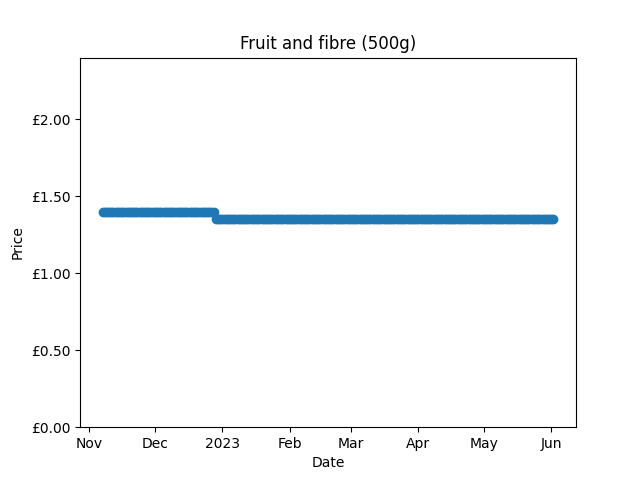 Fruit and fibre (500g)
£2.00
£1.50
£1.00
£0.50
£0.00
Price
Nov Dec 2023 Feb Mar Apr May Jun
Date